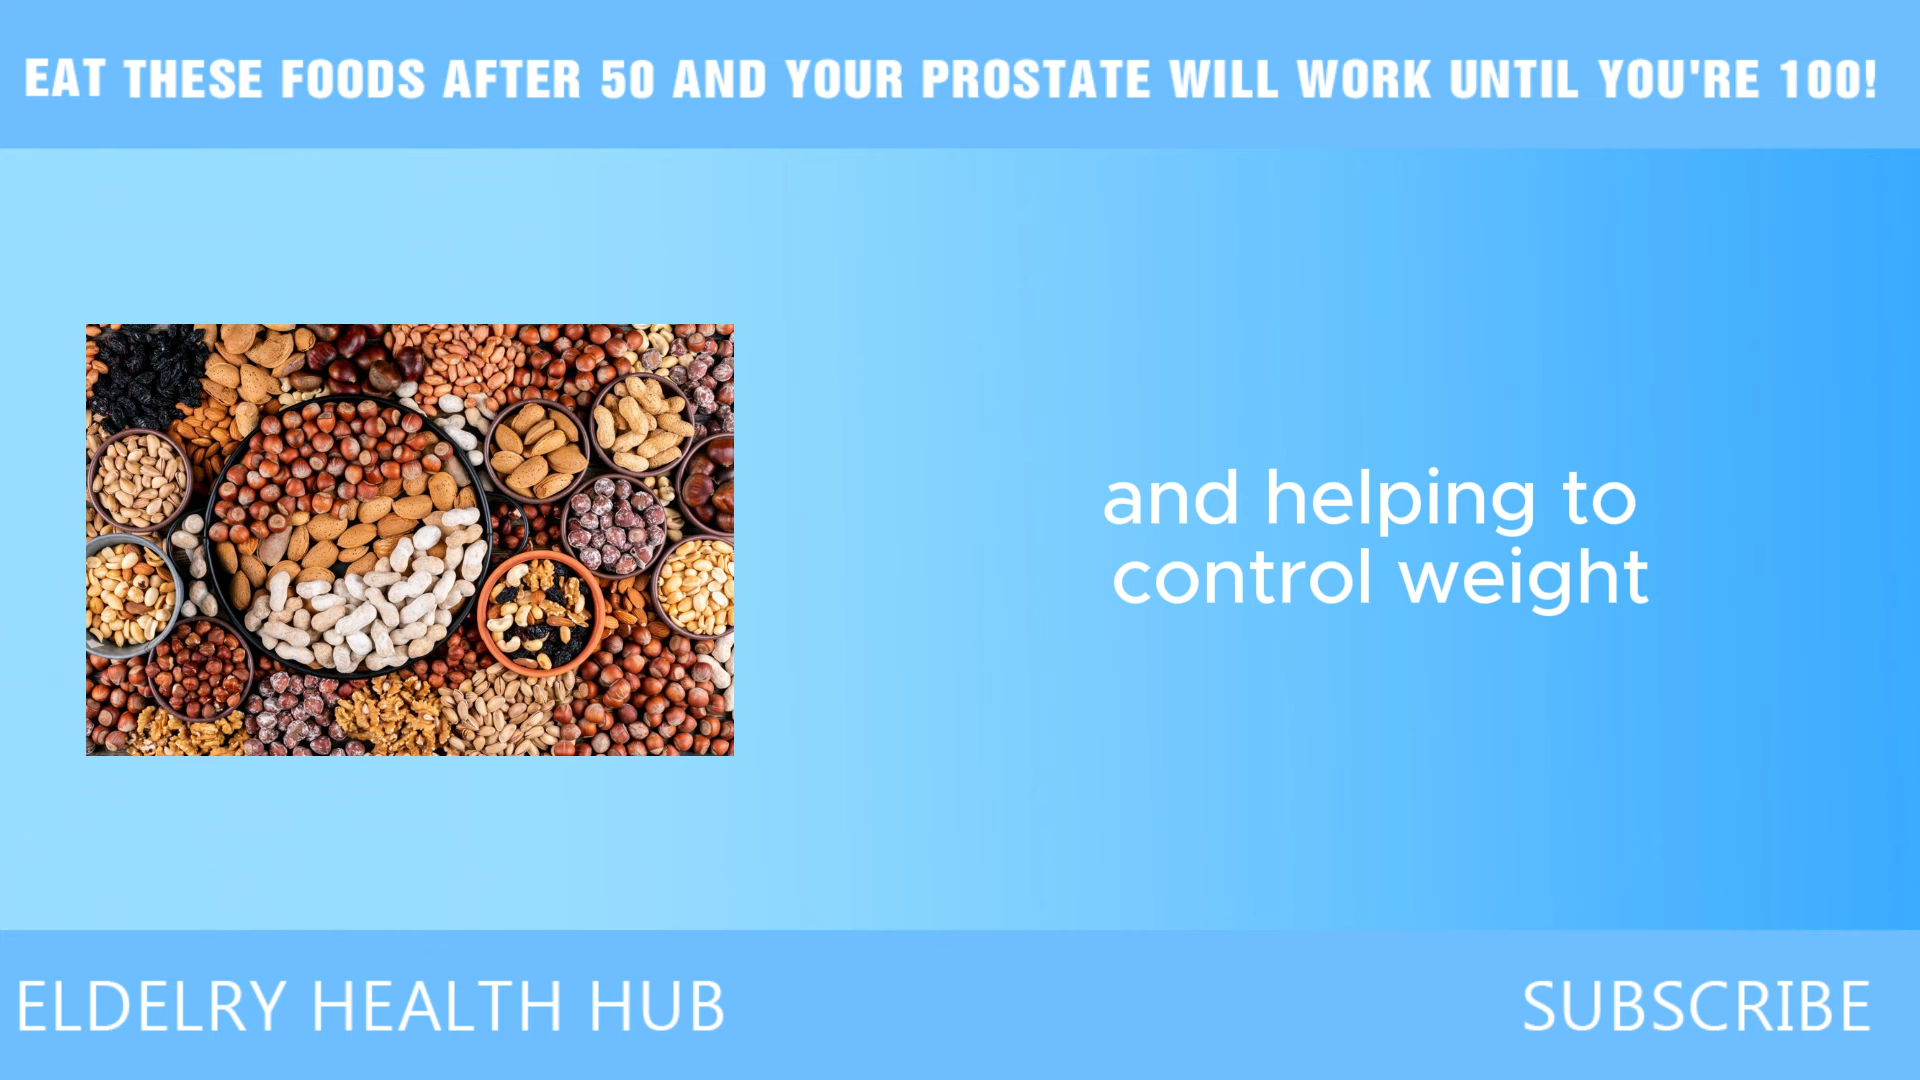 EAT THESE FOODS AFTER 50 AND YOUR PROSTATE WILL WORK UNTIL YOU'RE 100!
and helping to
control weight
ELDELRY HEALTH HUB
SUBSCRIBE